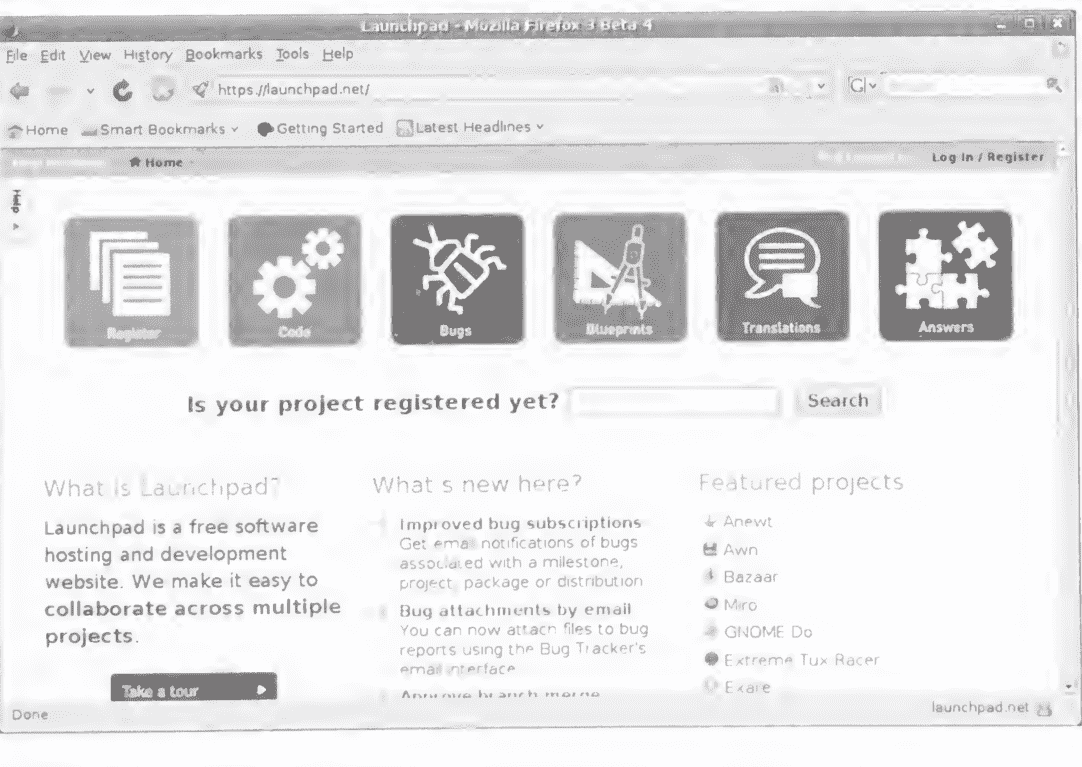 Launchpad - Mozilla Firefox 3 Beta 4
File Edit View History Bookmarks Tools Help
https://launchpad.net/
G
Home Smart Bookmarks Getting Started Latest Headlines
Home
Log In / Register
Help
Register
Code
Bugs
Blueprints
Translations
Answers
Is your project registered yet?
Search
What is Launchpad?
Launchpad is a free software
hosting and development
website. We make it easy to
collaborate across multiple
projects.
Take a tour
What s new here?
Improved bug subscriptions
Get email notifications of bugs
associated with a milestone,
project, package or distribution
Bug attachments by email
You can now attach files to bug
reports using the Bug Tracker's
email interface
Approve branch merge
Featured projects
Anewt
Awn
Bazaar
Miro
GNOME Do
Extreme Tux Racer
Exaile
Done
launchpad.net